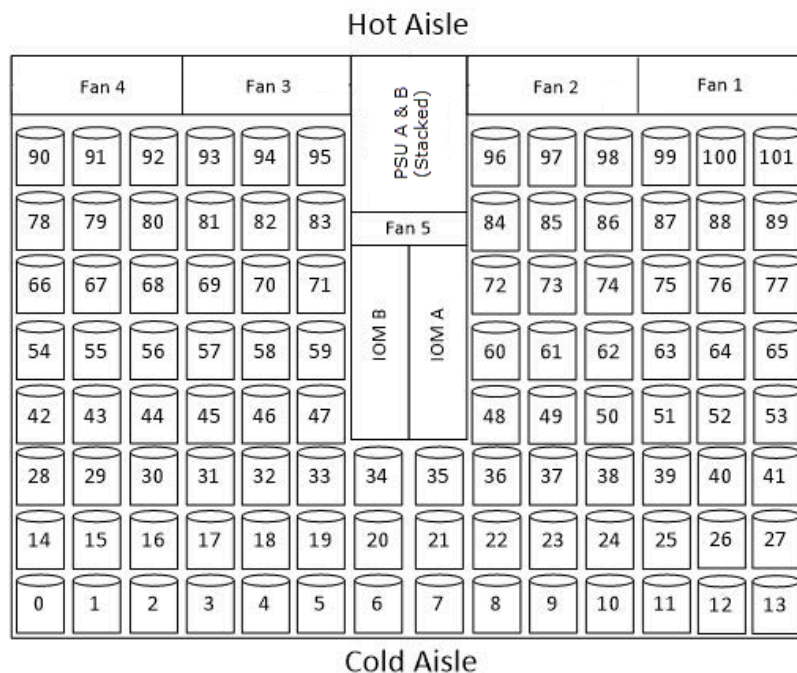 Hot Aisle
Fan 4 Fan 3 PSU A & B (Stacked) Fan 2 Fan 1
90 91 92 93 94 95 96 97 98 99 100 101
78 79 80 81 82 83 Fan 5 84 85 86 87 88 89
66 67 68 69 70 71 72 73 74 75 76 77
54 55 56 57 58 59 IOM B IOM A 60 61 62 63 64 65
42 43 44 45 46 47 48 49 50 51 52 53
28 29 30 31 32 33 34 35 36 37 38 39 40 41
14 15 16 17 18 19 20 21 22 23 24 25 26 27
0 1 2 3 4 5 6 7 8 9 10 11 12 13
Cold Aisle